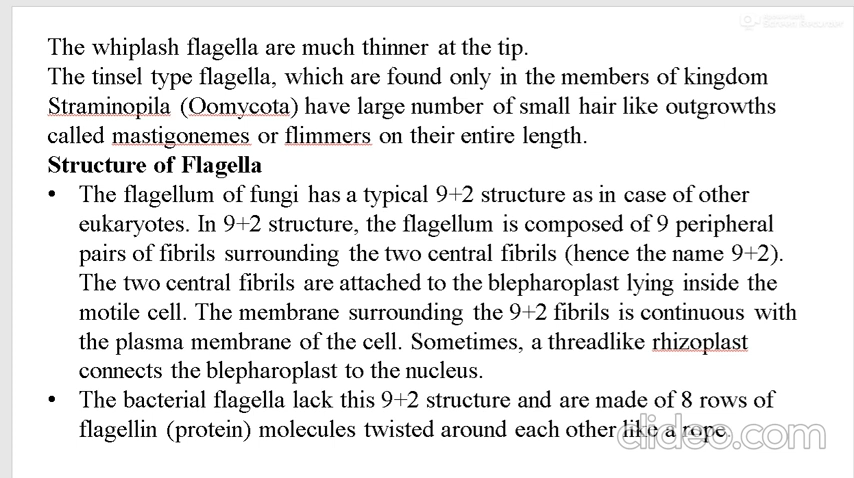 The whiplash flagella are much thinner at the tip.
The tinsel type flagella, which are found only in the members of kingdom
Straminopila (Oomycota) have large number of small hair like outgrowths
called mastigonemes or flimmers on their entire length.
Structure of Flagella
• The flagellum of fungi has a typical 9+2 structure as in case of other
eukaryotes. In 9+2 structure, the flagellum is composed of 9 peripheral
pairs of fibrils surrounding the two central fibrils (hence the name 9+2).
The two central fibrils are attached to the blepharoplast lying inside the
motile cell. The membrane surrounding the 9+2 fibrils is continuous with
the plasma membrane of the cell. Sometimes, a threadlike rhizoplast
connects the blepharoplast to the nucleus.
• The bacterial flagella lack this 9+2 structure and are made of 8 rows of
flagellin (protein) molecules twisted around each other like a rope
clideo.com